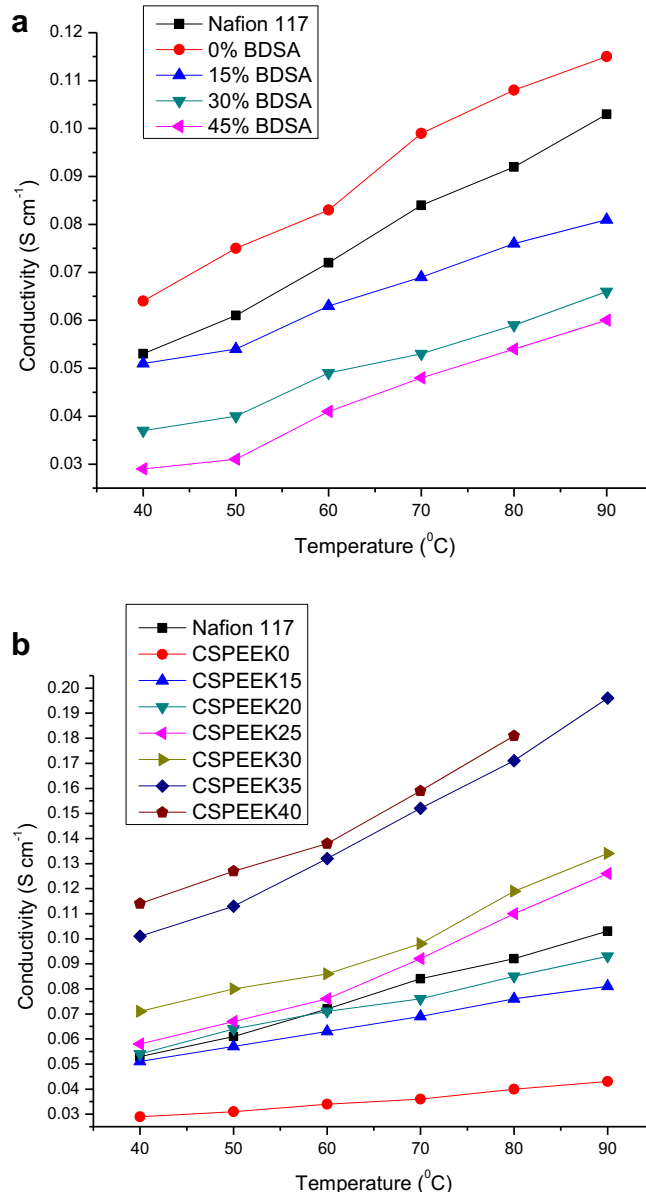 a
Nafion 117
0% BDSA
15% BDSA
30% BDSA
45% BDSA
0.12
0.11
0.10
0.09
0.08
0.07
0.06
0.05
0.04
0.03
Conductivity (S cm⁻¹)
40 50 60 70 80 90
Temperature (⁰C)
b
Nafion 117
CSPEEK0
CSPEEK15
CSPEEK20
CSPEEK25
CSPEEK30
CSPEEK35
CSPEEK40
0.20
0.19
0.18
0.17
0.16
0.15
0.14
0.13
0.12
0.11
0.10
0.09
0.08
0.07
0.06
0.05
0.04
0.03
Conductivity (S cm⁻¹)
40 50 60 70 80 90
Temperature (⁰C)